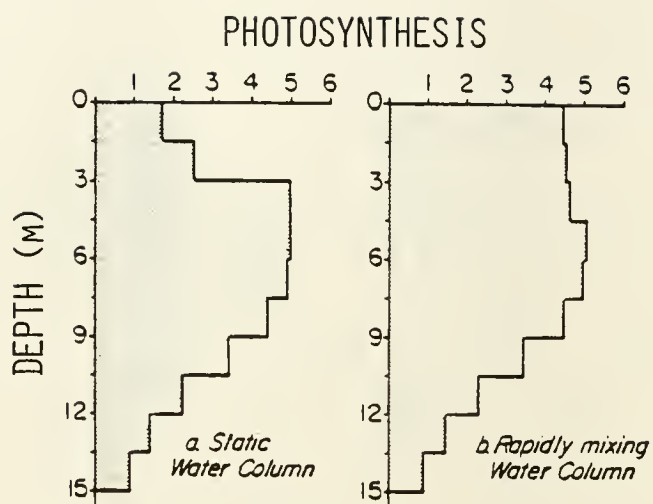 PHOTOSYNTHESIS
1 2 3 4 5 6
1 2 3 4 5 6
DEPTH (M)
0
3
6
9
12
15
0
3
6
9
12
15
a. Static
Water Column
b. Rapidly mixing
Water Column